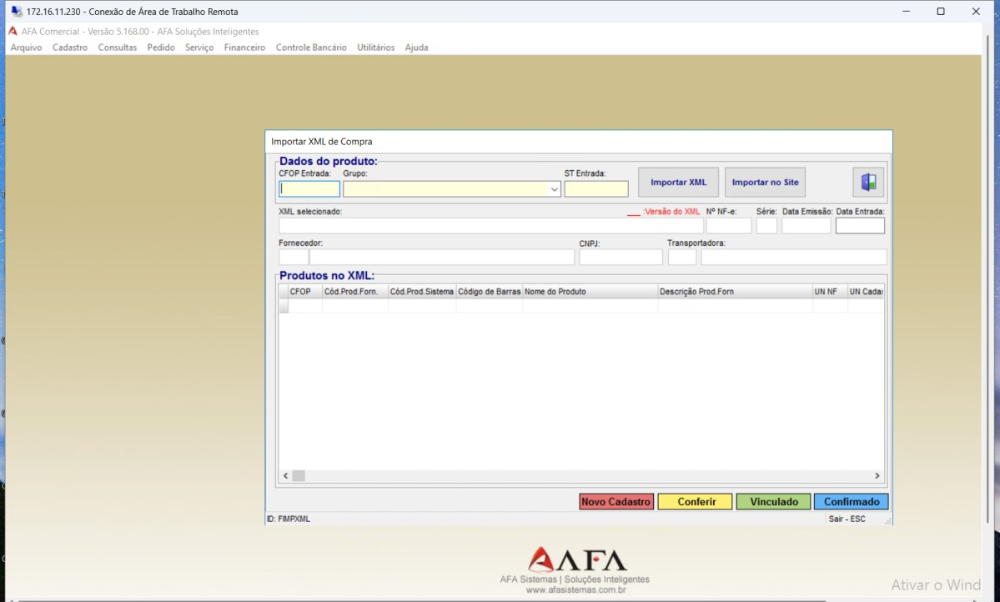 172.16.11.230 - Conexão de Área de Trabalho Remota
AFA Comercial - Versão 5.168.00 - AFA Soluções Inteligentes
Arquivo Cadastro Consultas Pedido Serviço Financeiro Controle Bancário Utilitários Ajuda
Importar XML de Compra
Dados do produto:
CFOP Entrada: Grupo: ST Entrada:
Importar XML Importar no Site
XML selecionado: ___ :Versão do XML Nº NF-e: Série: Data Emissão: Data Entrada:
Fornecedor: CNPJ: Transportadora:
Produtos no XML:
CFOP Cód.Prod.Forn. Cód.Prod.Sistema Código de Barras Nome do Produto Descrição Prod.Forn UN NF UN Cadas
Novo Cadastro Conferir Vinculado Confirmado
ID: FIMPXML Sair - ESC
AFA
AFA Sistemas | Soluções Inteligentes
www.afasistemas.com.br
Ativar o Wind